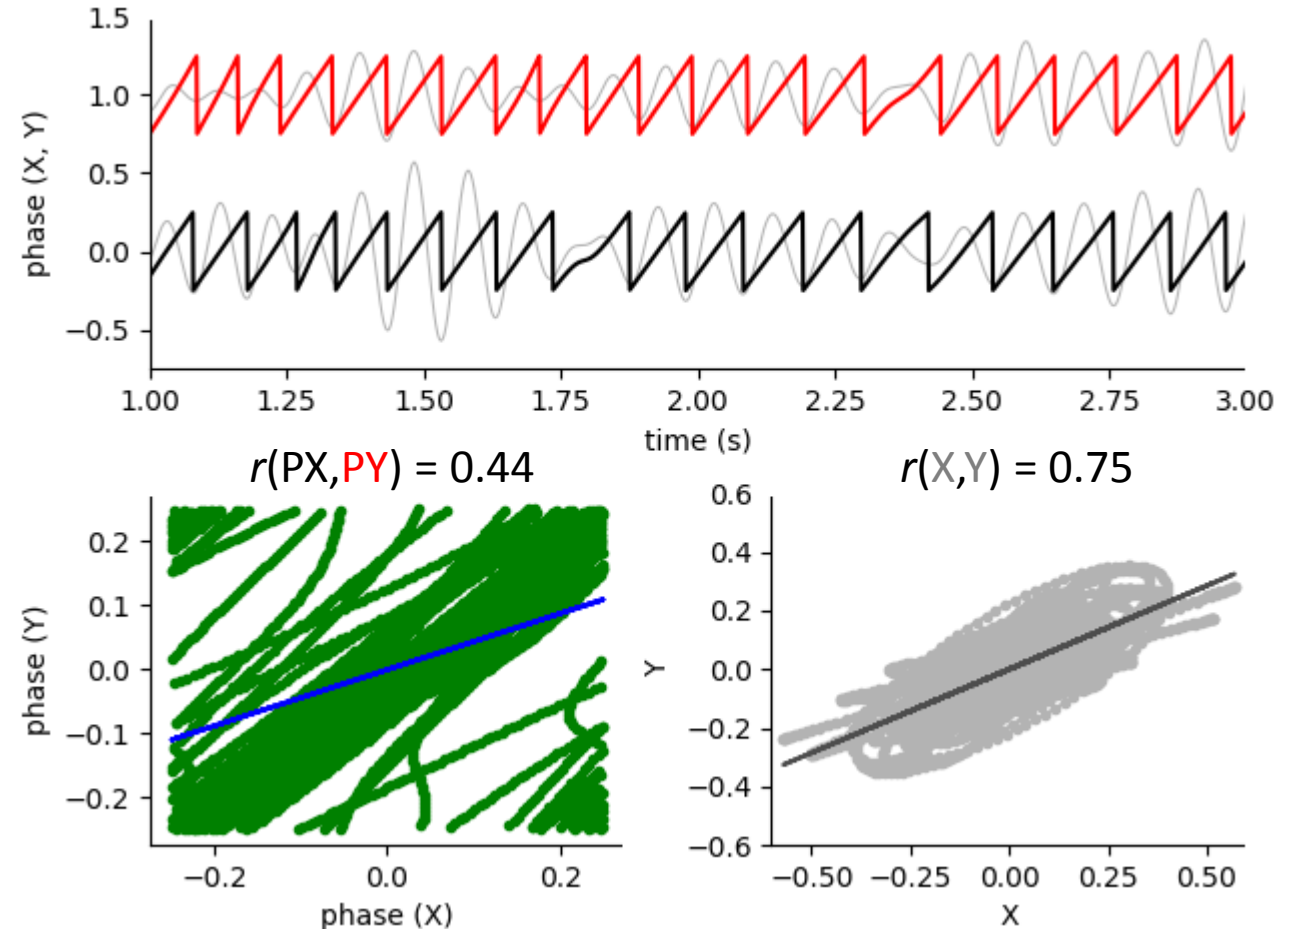 phase (X, Y)
1.5
1.0
0.5
0.0
−0.5
1.00 1.25 1.50 1.75 2.00 2.25 2.50 2.75 3.00
time (s)
r(PX,PY) = 0.44
phase (Y)
0.2
0.1
0.0
−0.1
−0.2
−0.2 0.0 0.2
phase (X)
r(X,Y) = 0.75
Y
0.6
0.4
0.2
0.0
−0.2
−0.4
−0.6
−0.50 −0.25 0.00 0.25 0.50
X